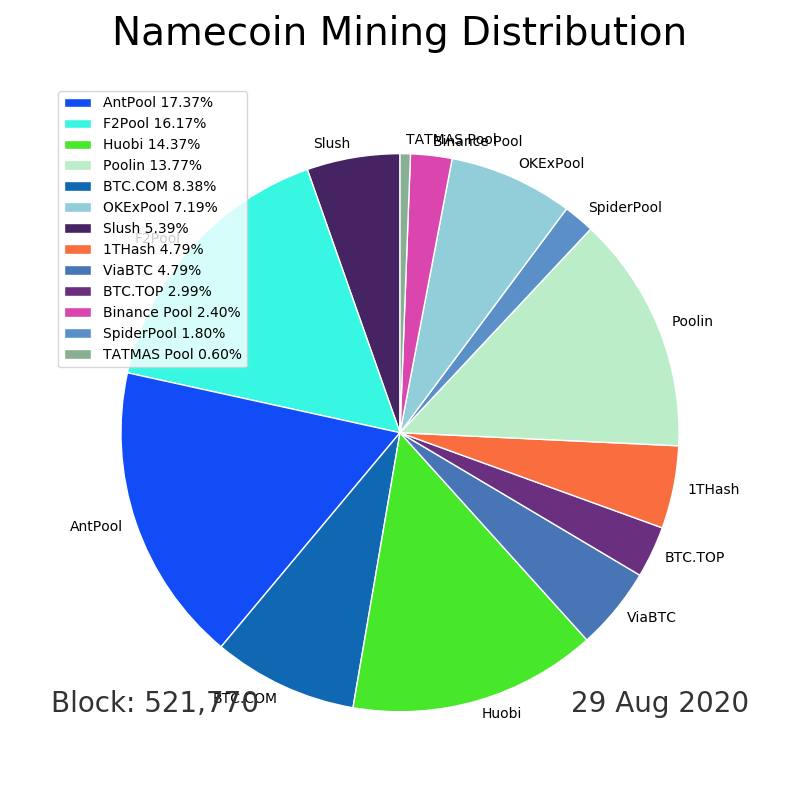 Namecoin Mining Distribution
AntPool 17.37%
F2Pool 16.17%
Huobi 14.37%
Poolin 13.77%
BTC.COM 8.38%
OKExPool 7.19%
Slush 5.39%
1THash 4.79%
ViaBTC 4.79%
BTC.TOP 2.99%
Binance Pool 2.40%
SpiderPool 1.80%
TATMAS Pool 0.60%
TATMAS Pool
Binance Pool
Slush
OKExPool
SpiderPool
F2Pool
Poolin
1THash
AntPool
BTC.TOP
ViaBTC
BTC.COM
Huobi
Block: 521,770
29 Aug 2020